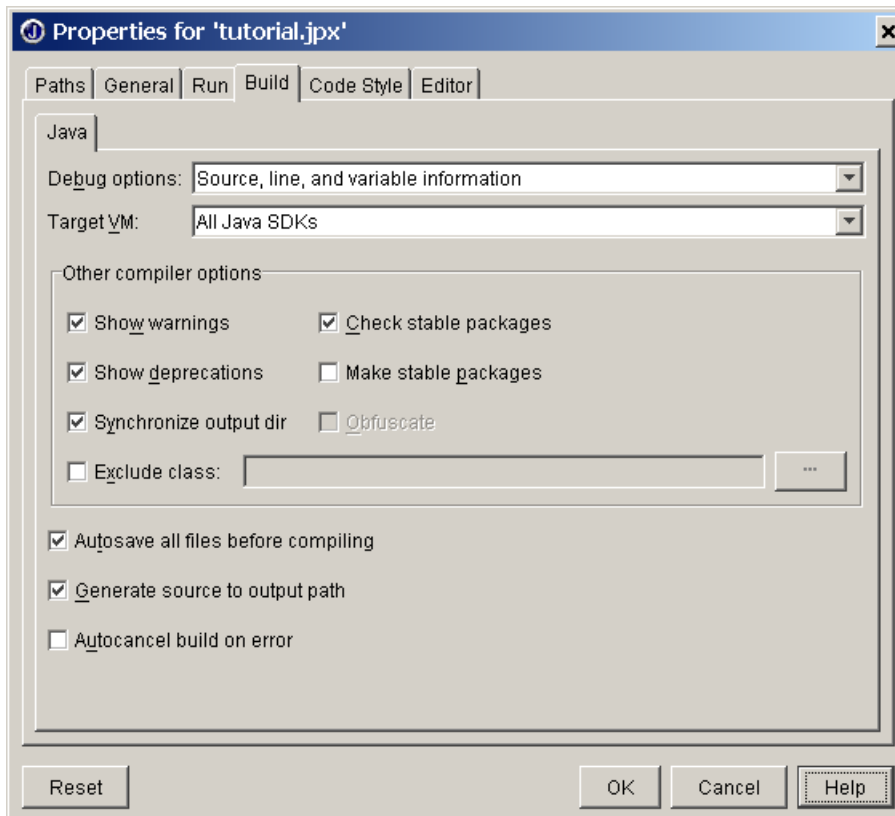 Properties for 'tutorial.jpx'
Paths General Run Build Code Style Editor
Java
Debug options: Source, line, and variable information
Target VM: All Java SDKs
Other compiler options
Show warnings Check stable packages
Show deprecations Make stable packages
Synchronize output dir Obfuscate
Exclude class: ...
Autosave all files before compiling
Generate source to output path
Autocancel build on error
Reset OK Cancel Help